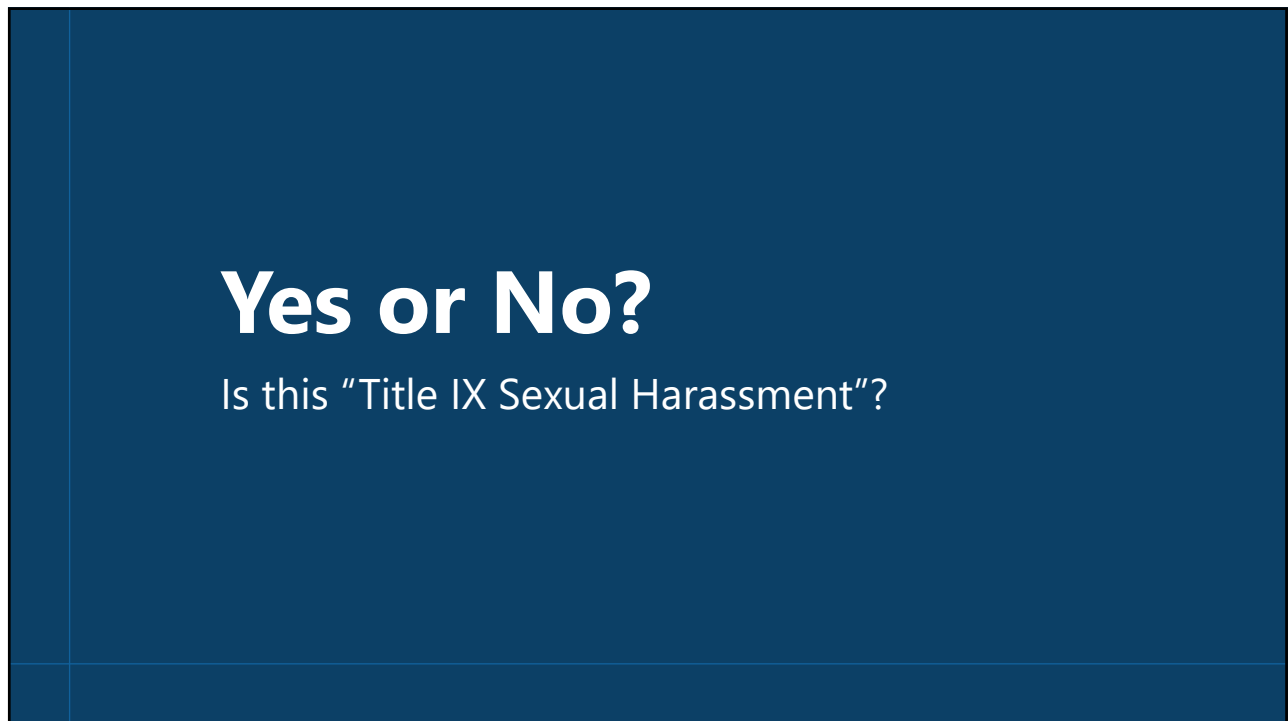 Yes or No?
Is this “Title IX Sexual Harassment”?